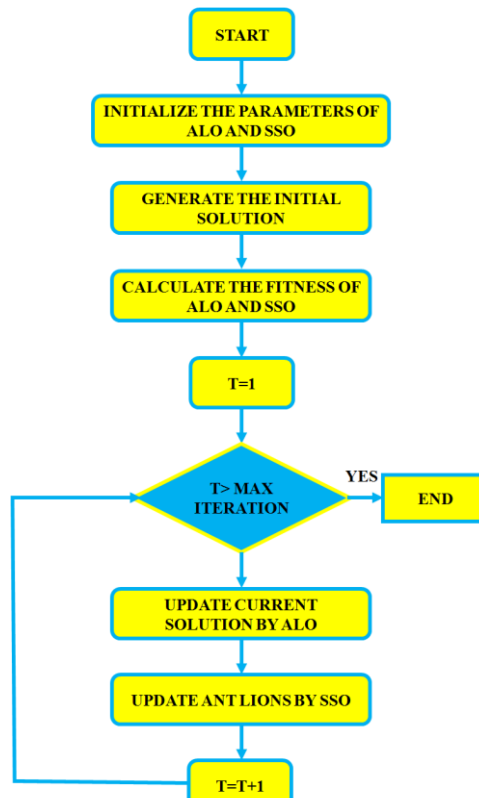 START
INITIALIZE THE PARAMETERS OF
ALO AND SSO
GENERATE THE INITIAL
SOLUTION
CALCULATE THE FITNESS OF
ALO AND SSO
T=1
T> MAX
ITERATION
YES
END
UPDATE CURRENT
SOLUTION BY ALO
UPDATE ANT LIONS BY SSO
T=T+1